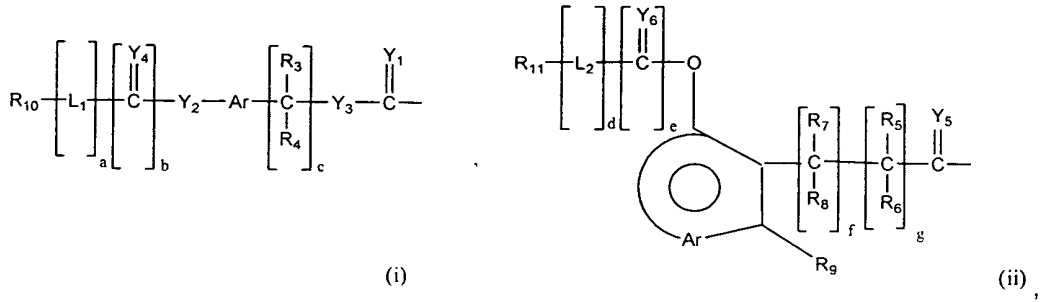 Y4 R3 Y1
R10 L1 C Y2 Ar C Y3 C
R4
a b c
,
(i)
Y6
R11 L2 C O
d e
R7 R5 Y5
C C C
R8 R6
f g
Ar
R9
(ii) ,